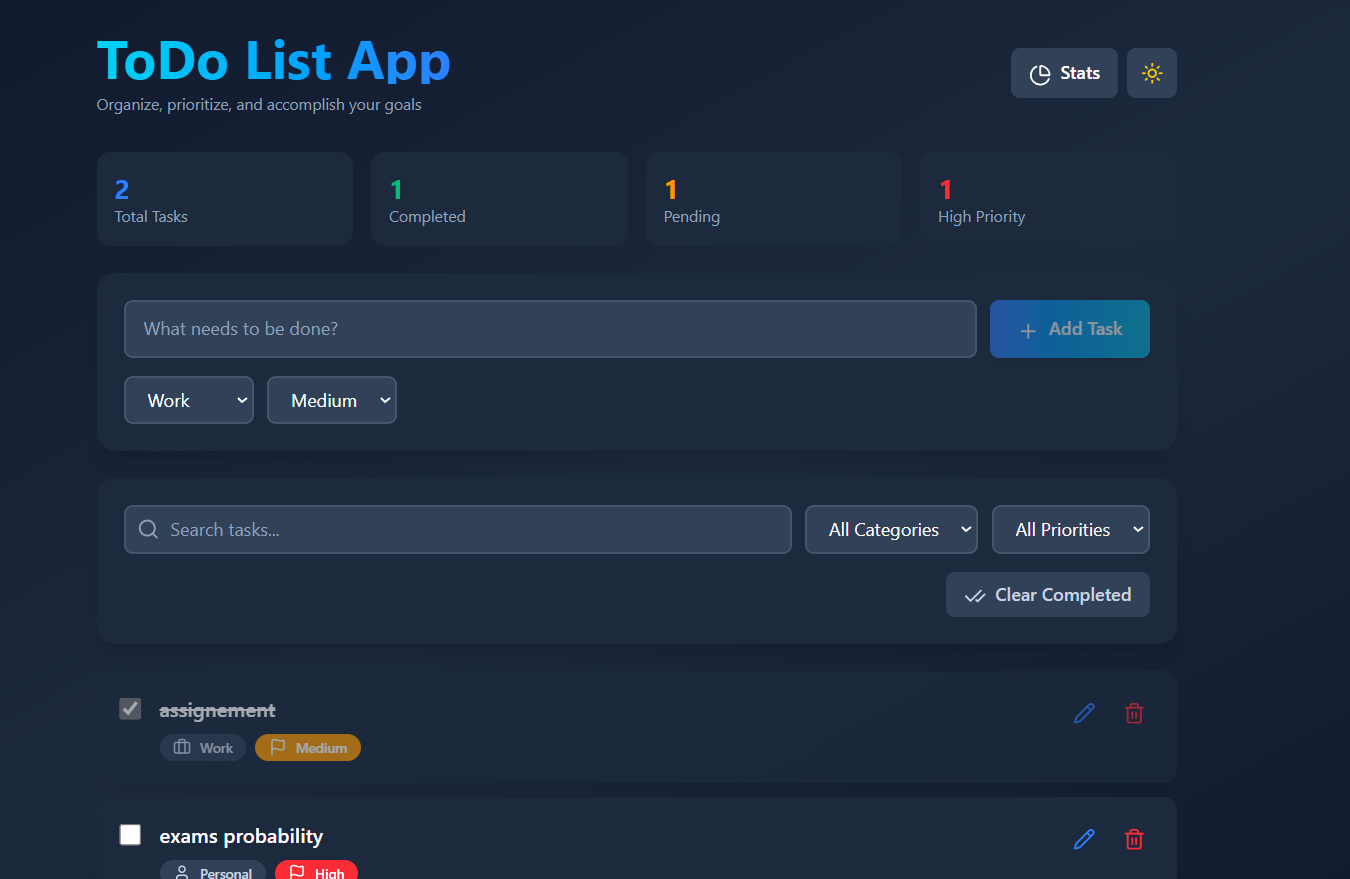 ToDo List App
Organize, prioritize, and accomplish your goals
Stats
2
Total Tasks
1
Completed
1
Pending
1
High Priority
What needs to be done?
Add Task
Work
Medium
Search tasks...
All Categories
All Priorities
Clear Completed
assignement
Work
Medium
exams probability
Personal
High